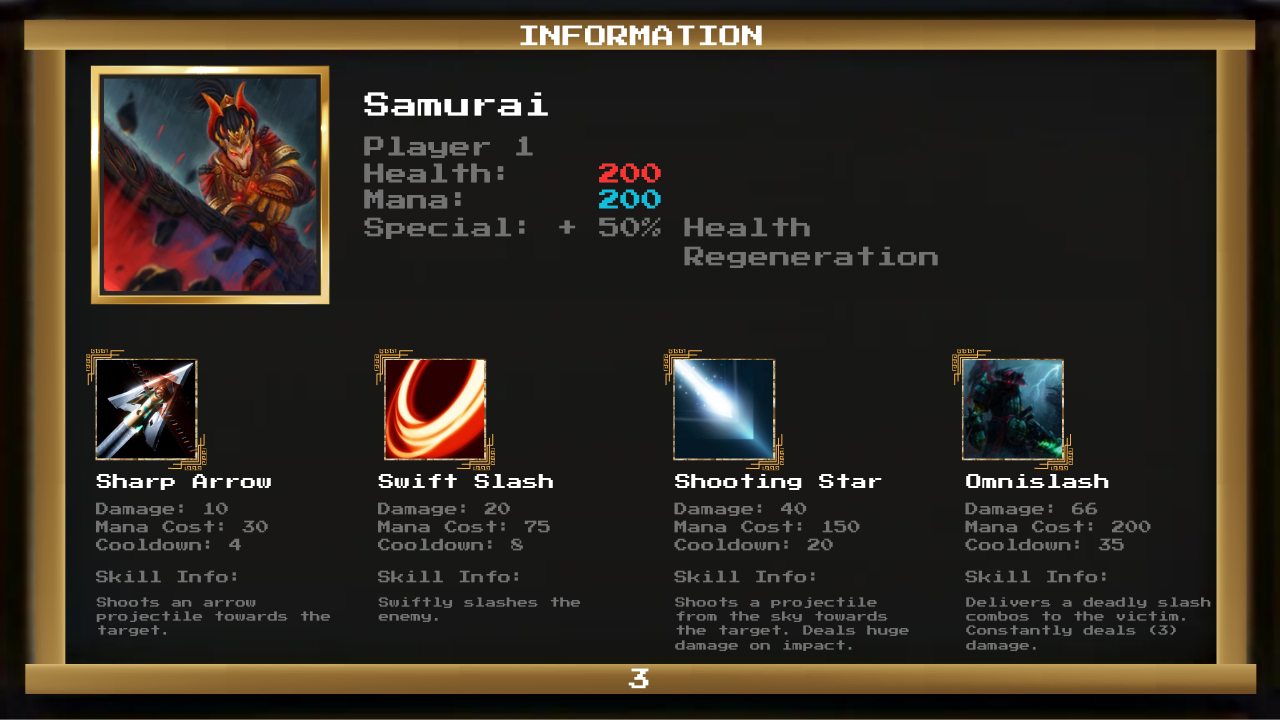 INFORMATION
Samurai
Player 1
Health: 200
Mana: 200
Special: + 50% Health
Regeneration
Sharp Arrow
Damage: 10
Mana Cost: 30
Cooldown: 4
Skill Info:
Shoots an arrow
projectile towards the
target.
Swift Slash
Damage: 20
Mana Cost: 75
Cooldown: 8
Skill Info:
Swiftly slashes the
enemy.
Shooting Star
Damage: 40
Mana Cost: 150
Cooldown: 20
Skill Info:
Shoots a projectile
from the sky towards
the target. Deals huge
damage on impact.
Omnislash
Damage: 66
Mana Cost: 200
Cooldown: 35
Skill Info:
Delivers a deadly slash
combos to the victim.
Constantly deals (3)
damage.
3